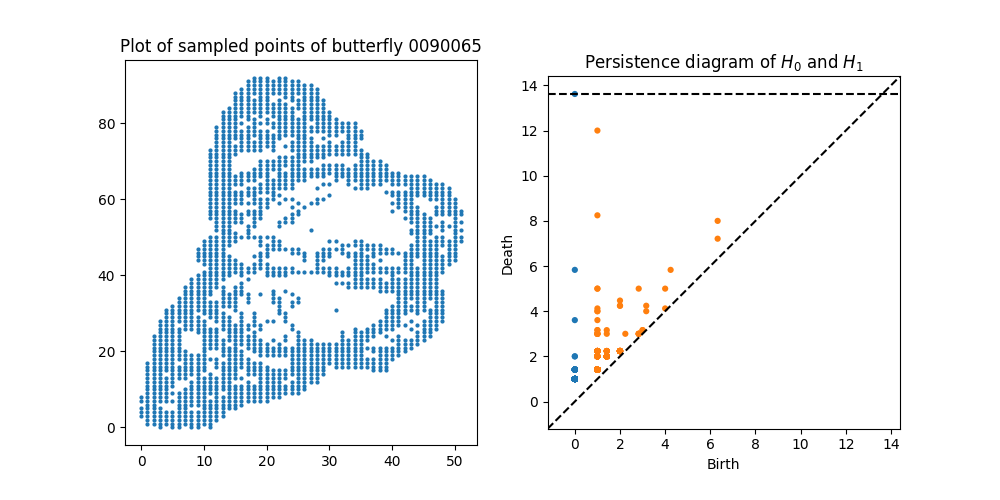 Plot of sampled points of butterfly 0090065
80
60
40
20
0
0 10 20 30 40 50
Persistence diagram of H₀ and H₁
14
12
10
8
6
4
2
0
Death
0 2 4 6 8 10 12 14
Birth